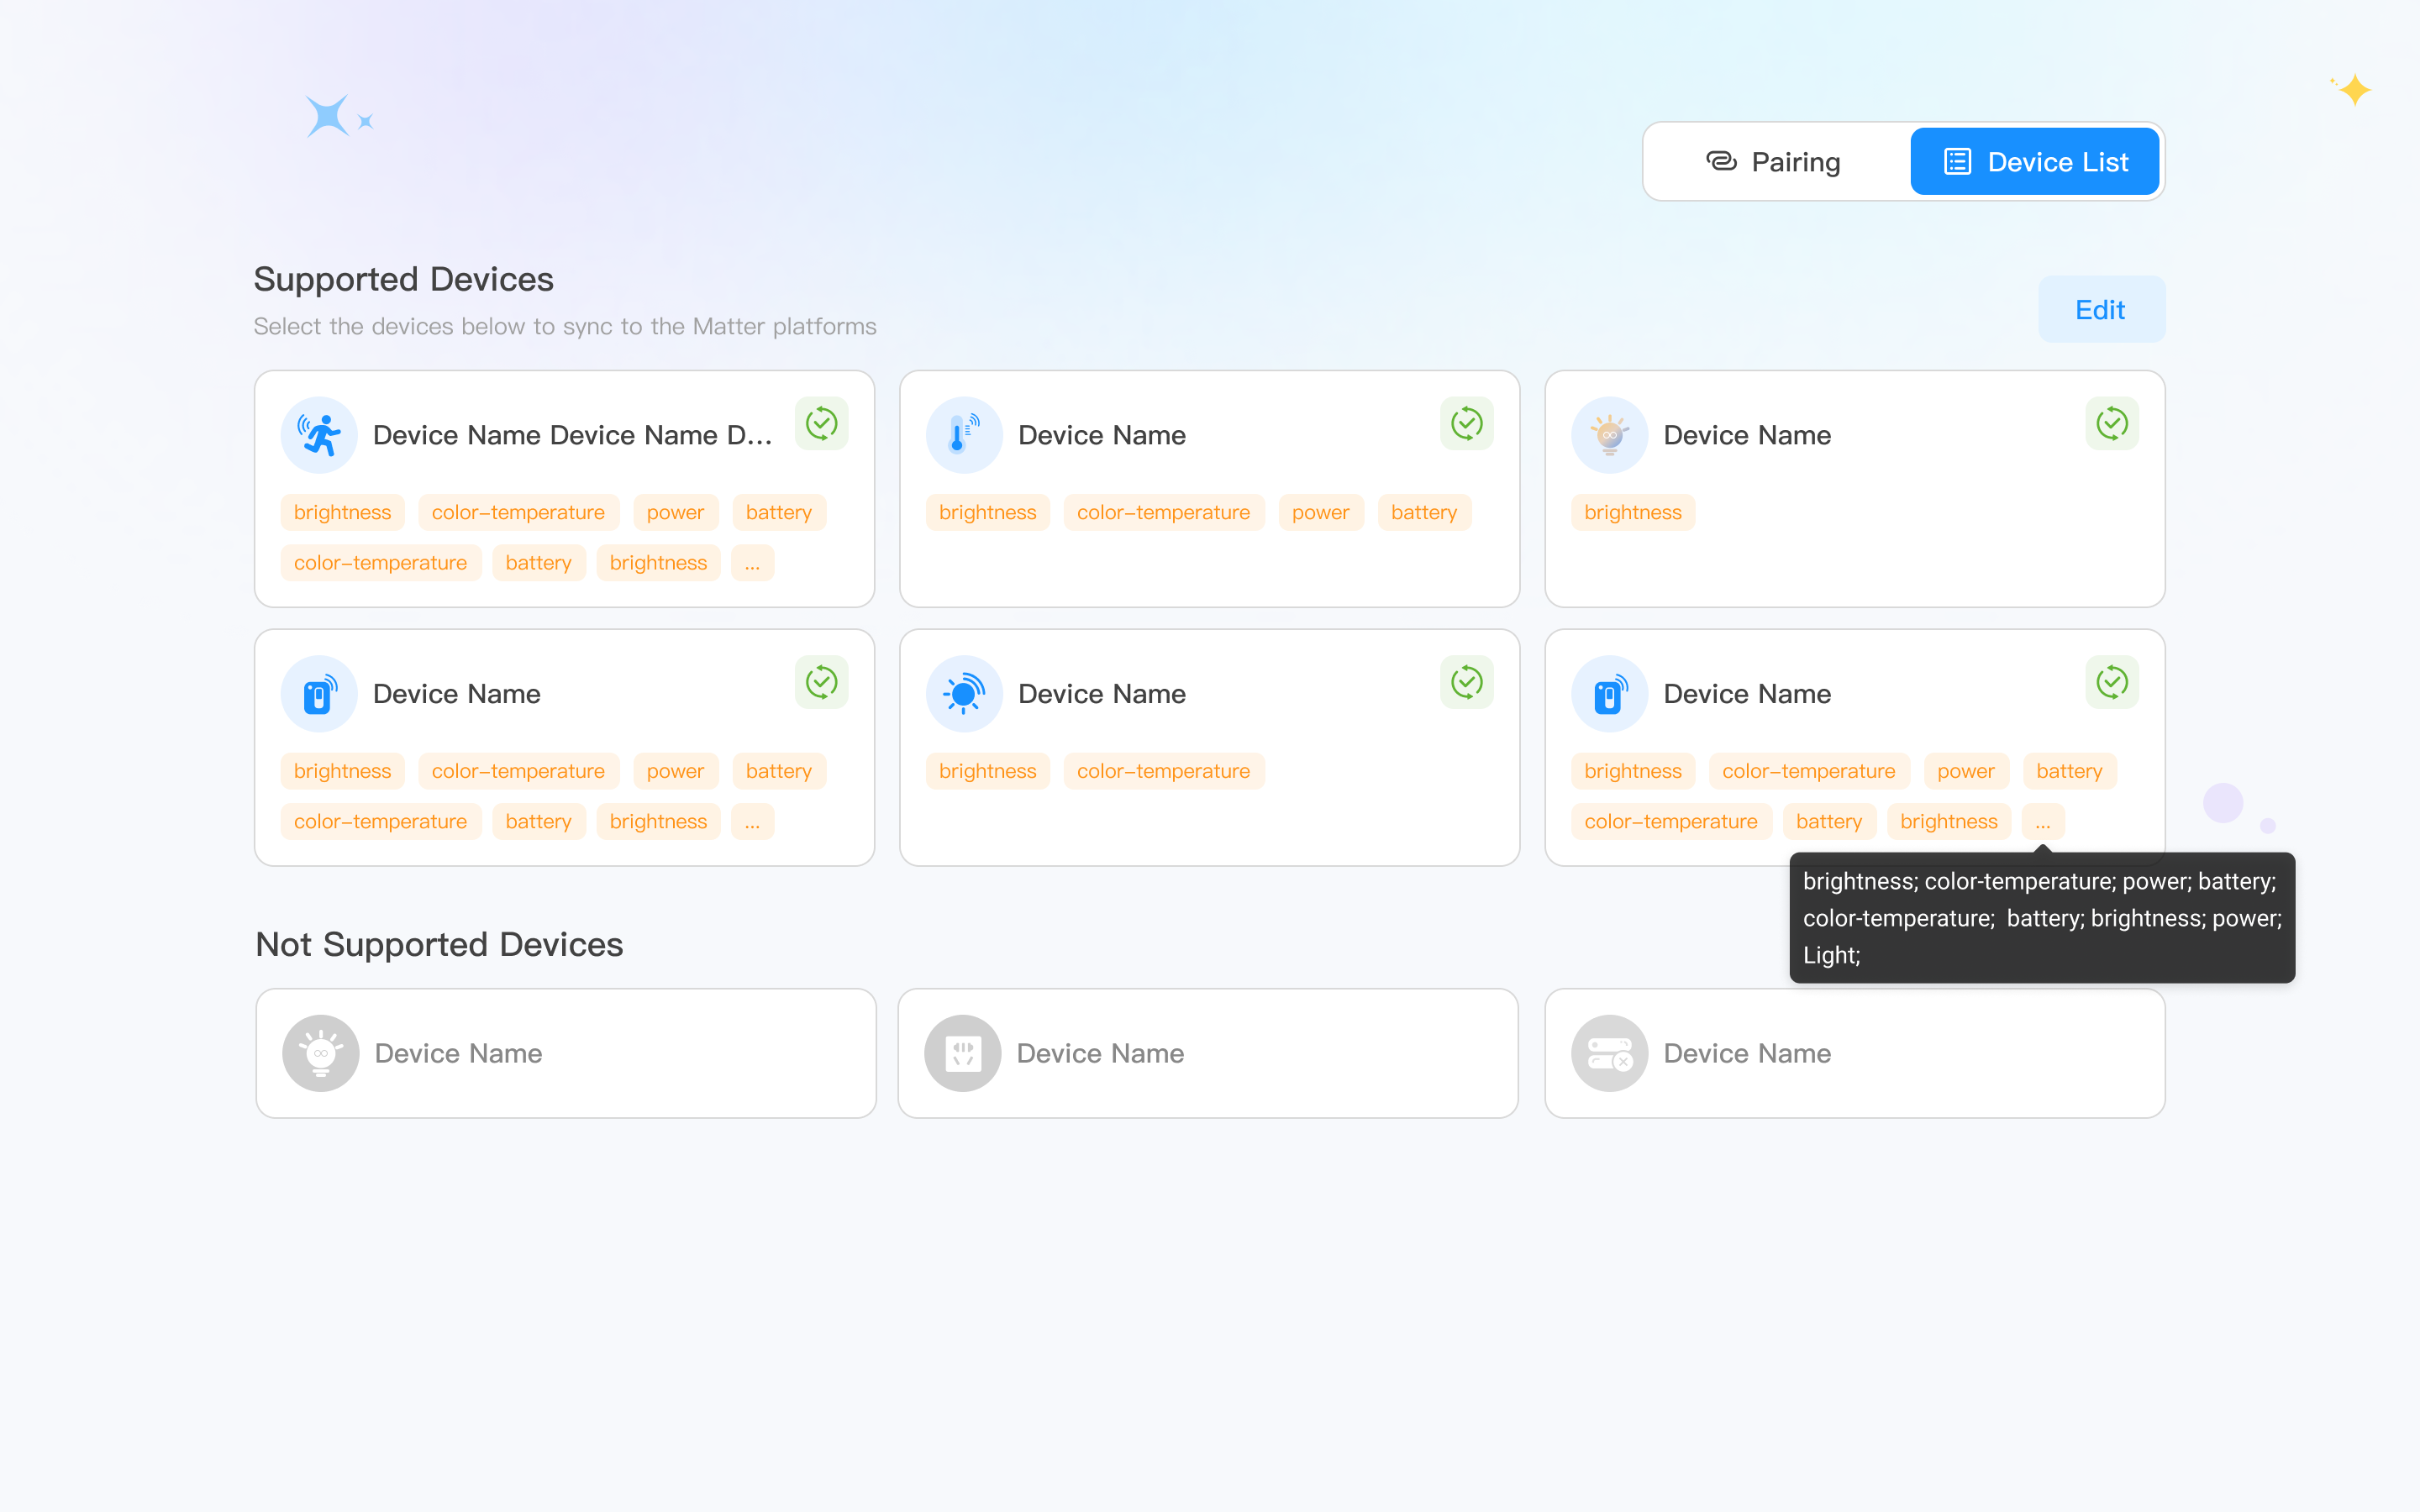 Pairing
Device List
Supported Devices
Select the devices below to sync to the Matter platforms
Edit
Device Name Device Name D...
brightness color-temperature power battery
color-temperature battery brightness ...
Device Name
brightness color-temperature power battery
Device Name
brightness
Device Name
brightness color-temperature power battery
color-temperature battery brightness ...
Device Name
brightness color-temperature
Device Name
brightness color-temperature power battery
color-temperature battery brightness ...
brightness; color-temperature; power; battery;
color-temperature;  battery; brightness; power;
Light;
Not Supported Devices
Device Name
Device Name
Device Name